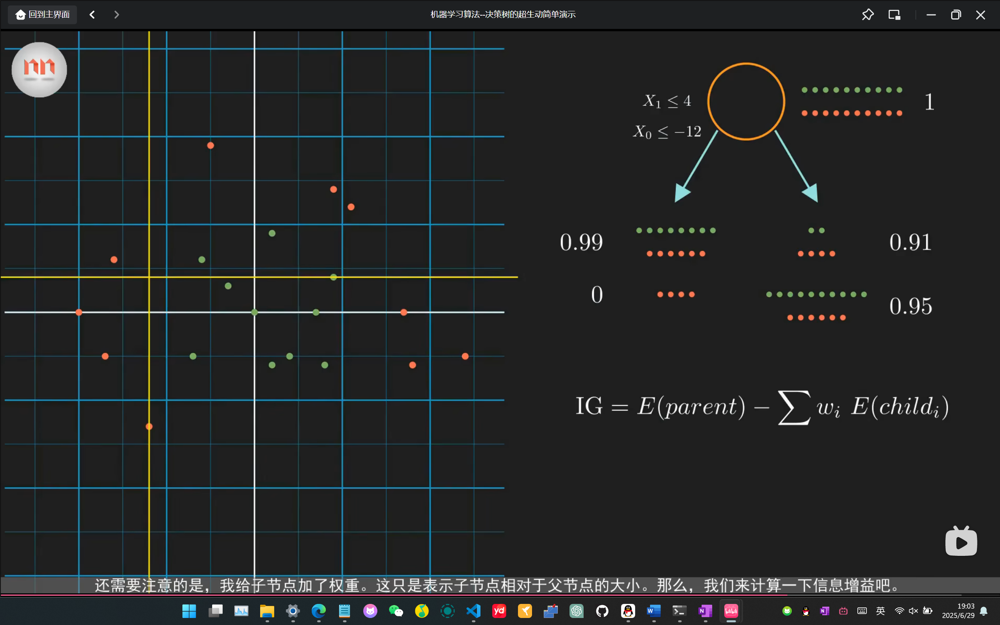 回到主界面
机器学习算法--决策树的超生动简单演示
nn
X₁ ≤ 4
1
X₀ ≤ −12
0.99
0.91
0
0.95
IG = E(parent) − ∑ wᵢ E(childᵢ)
还需要注意的是，我给子节点加了权重。这只是表示子节点相对于父节点的大小。那么，我们来计算一下信息增益吧。
yd
W
N
bilibili
N
英
19:03
2025/6/29